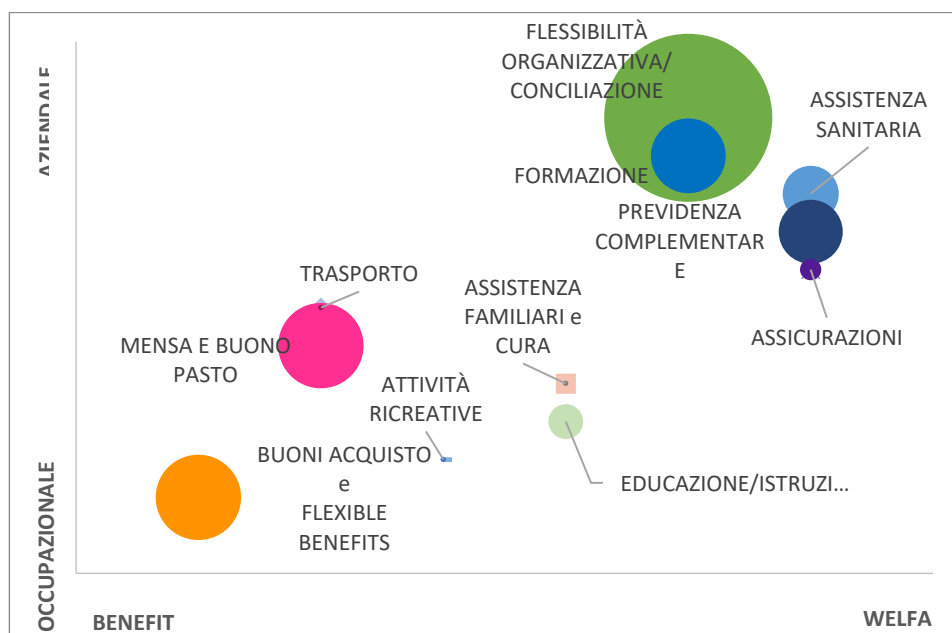 FLESSIBILITÀ
ORGANIZZATIVA/
CONCILIAZIONE
ASSISTENZA
SANITARIA
AZIENDALE
FORMAZIONE
PREVIDENZA
COMPLEMENTAR
E
TRASPORTO
ASSISTENZA
FAMILIARI e
CURA
ASSICURAZIONI
MENSA E BUONO
PASTO
ATTIVITÀ
RICREATIVE
BUONI ACQUISTO
e
FLEXIBLE
BENEFITS
EDUCAZIONE/ISTRUZI...
OCCUPAZIONALE
BENEFIT
WELFA